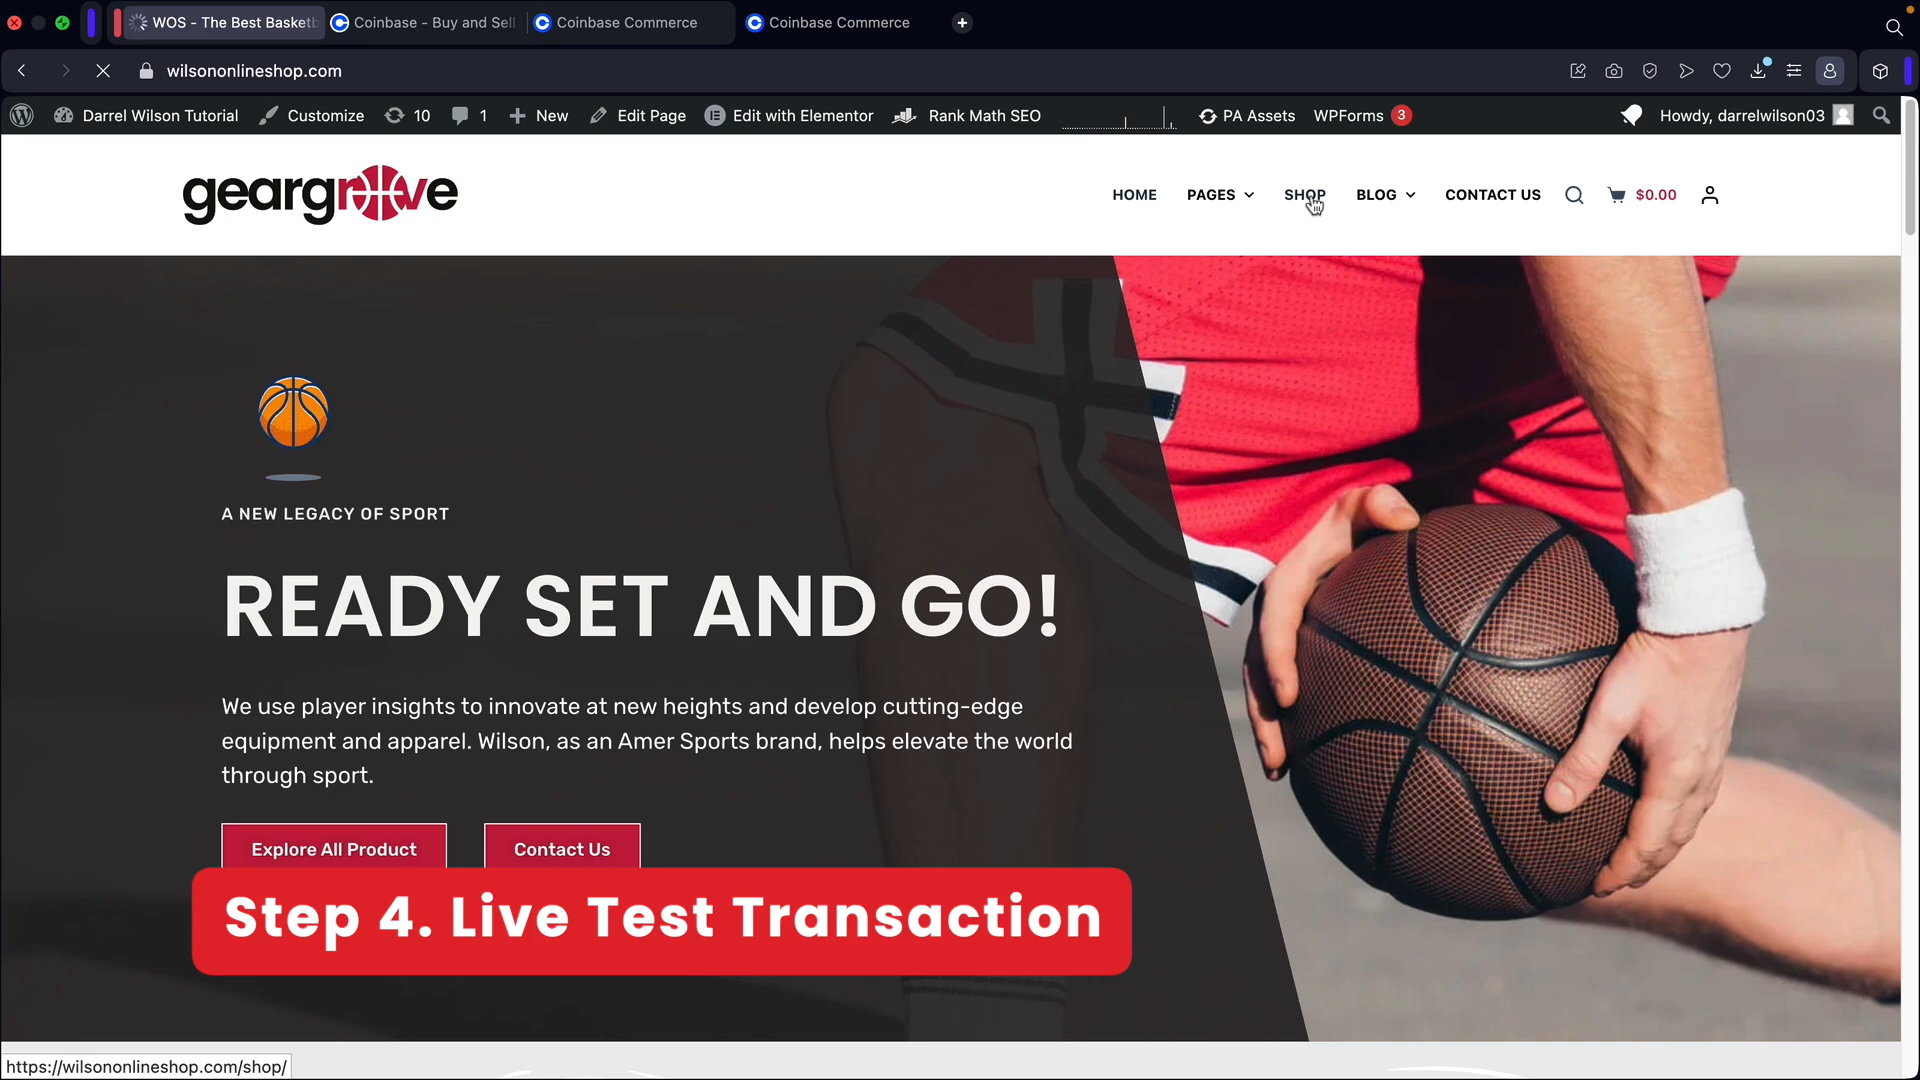 WOS - The Best Basketb
Coinbase - Buy and Sell
Coinbase Commerce
Coinbase Commerce
wilsononlineshop.com
Darrel Wilson Tutorial
Customize
10
1
New
Edit Page
Edit with Elementor
Rank Math SEO
PA Assets
WPForms 3
Howdy, darrelwilson03
geargroove
HOME
PAGES
SHOP
BLOG
CONTACT US
$0.00
A NEW LEGACY OF SPORT
READY SET AND GO!
We use player insights to innovate at new heights and develop cutting-edge
equipment and apparel. Wilson, as an Amer Sports brand, helps elevate the world
through sport.
Explore All Product
Contact Us
Step 4. Live Test Transaction
https://wilsononlineshop.com/shop/